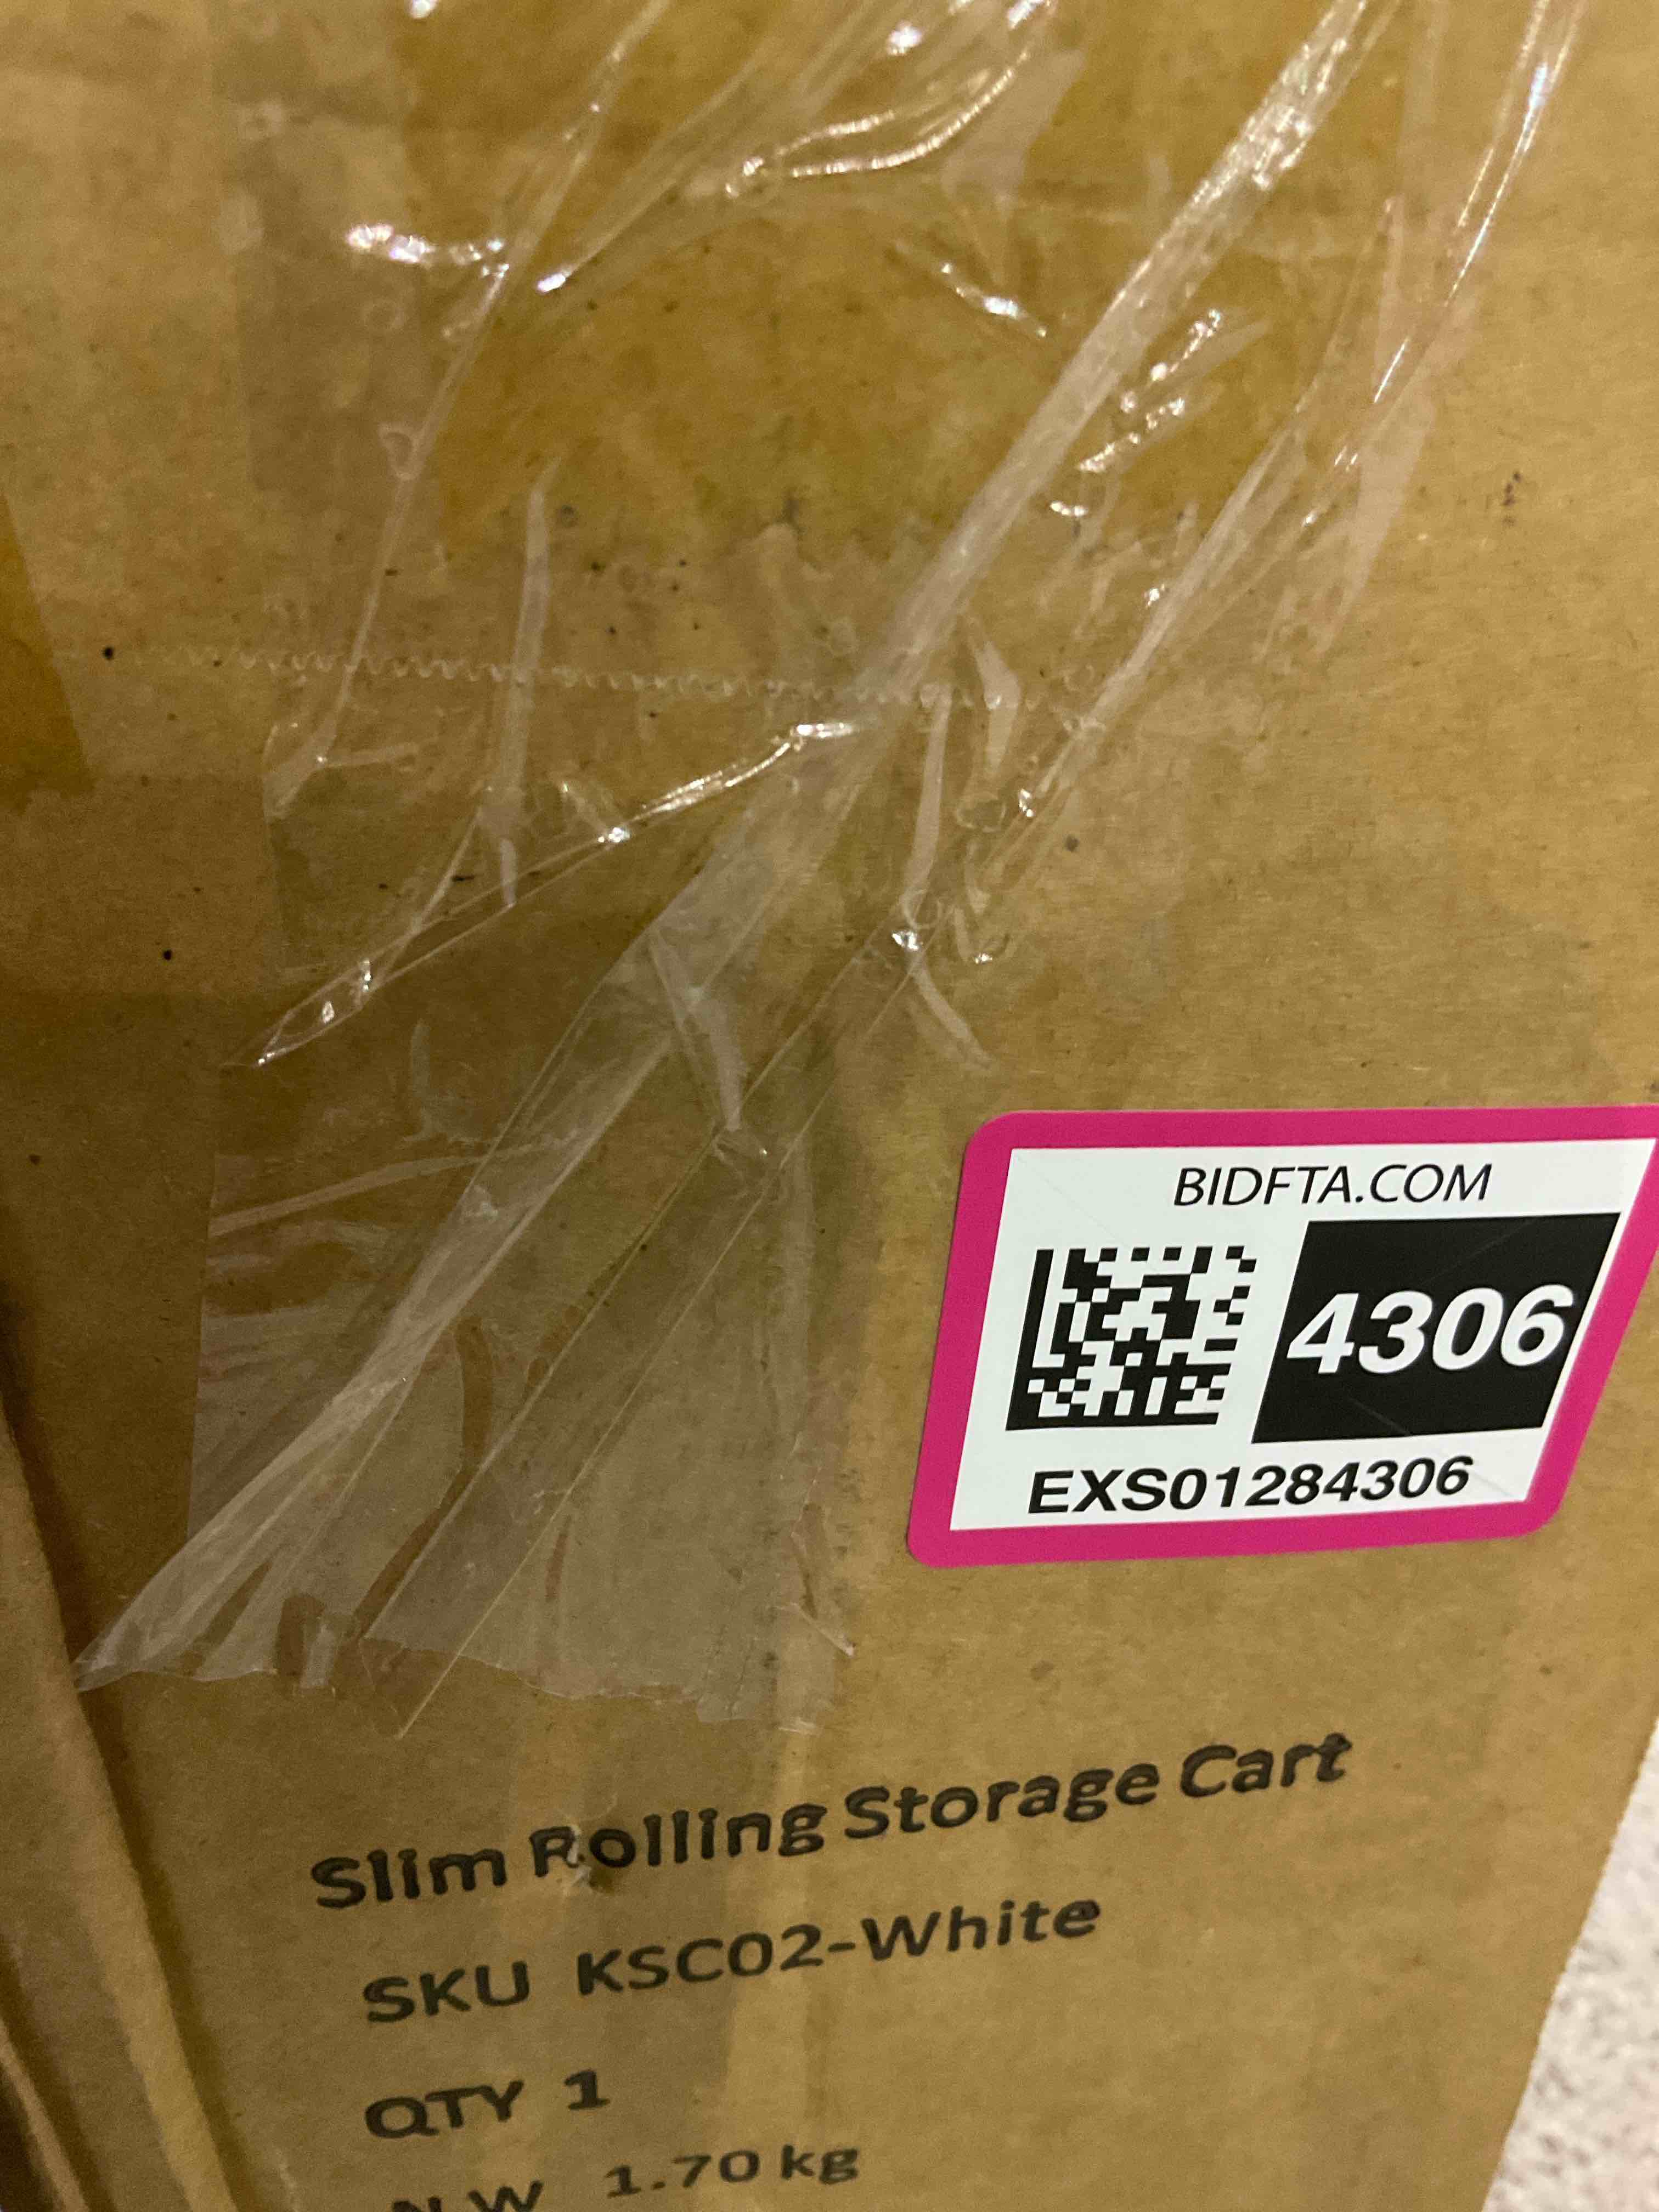 BIDFTA.COM
4306
EXS01284306
Slim Rolling Storage Cart
SKU KSC02-White
QTY 1
N.W 1.70 kg